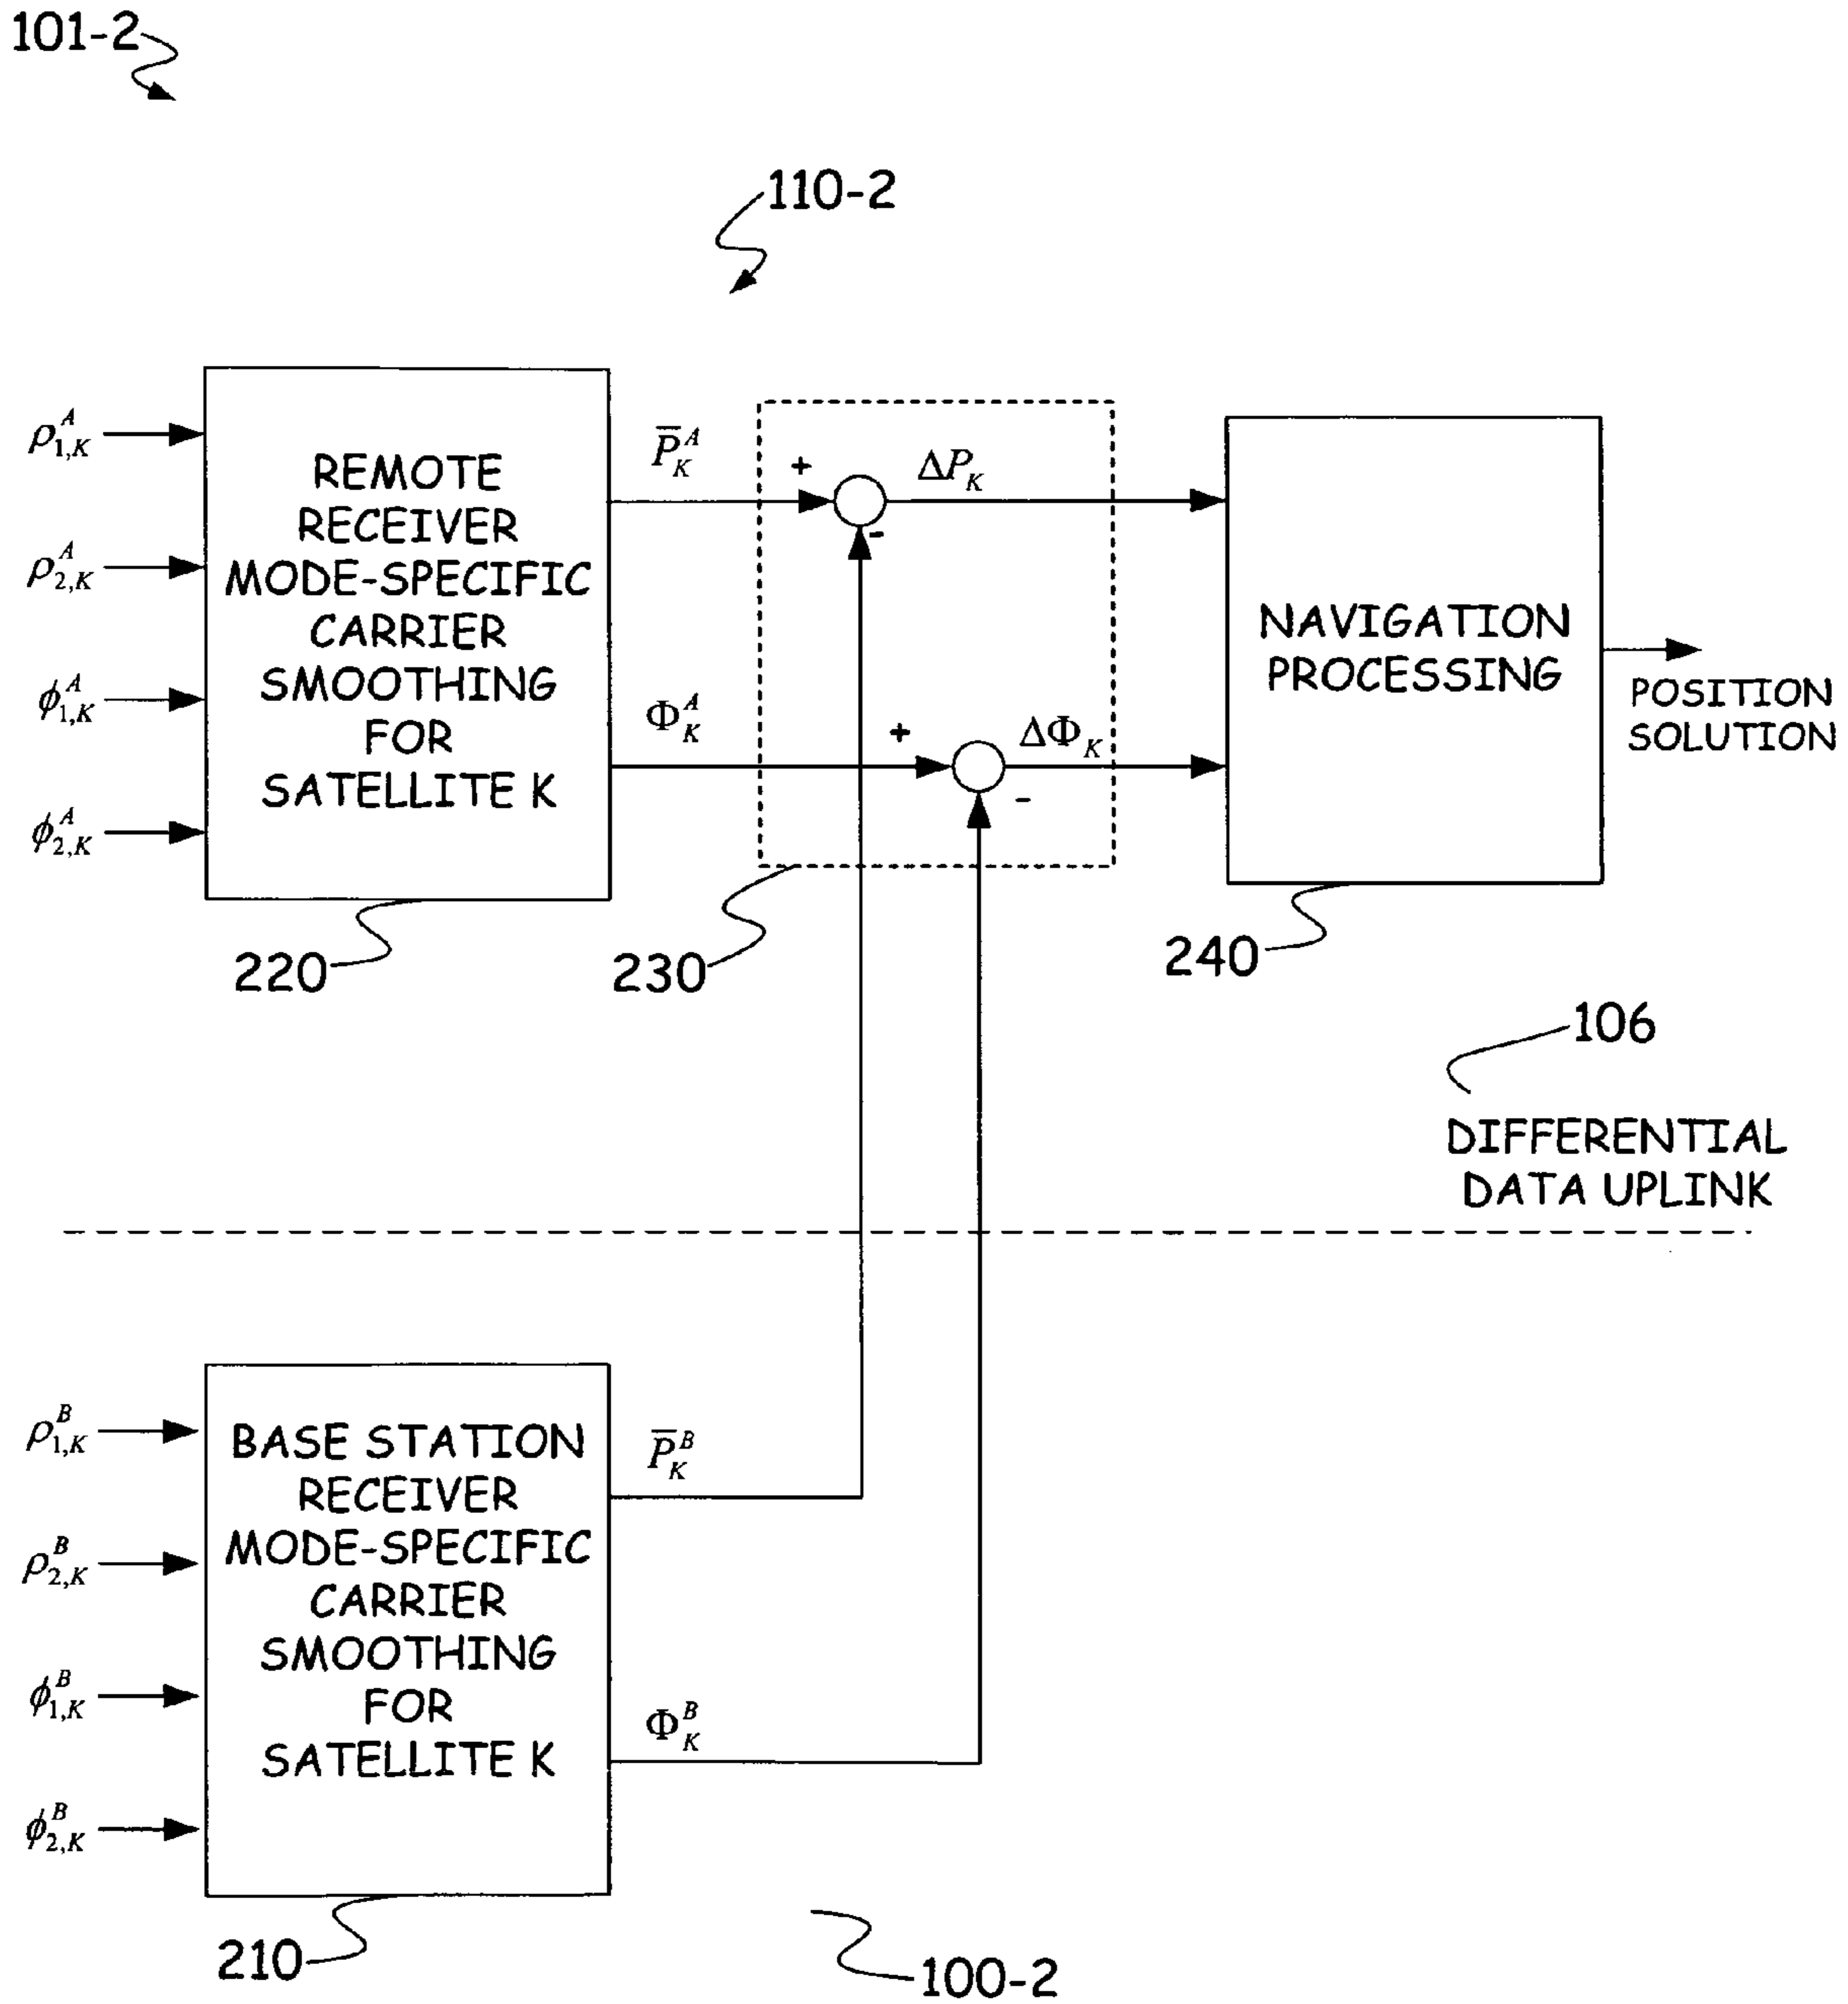 101-2
110-2
ρ^A_{1,K}
ρ^A_{2,K}
ϕ^A_{1,K}
ϕ^A_{2,K}
REMOTE
RECEIVER
MODE-SPECIFIC
CARRIER
SMOOTHING
FOR
SATELLITE K
P̅^A_K
+
-
ΔP_K
Φ^A_K
+
-
ΔΦ_K
NAVIGATION
PROCESSING
POSITION
SOLUTION
220
230
240
106
DIFFERENTIAL
DATA UPLINK
ρ^B_{1,K}
ρ^B_{2,K}
ϕ^B_{1,K}
ϕ^B_{2,K}
BASE STATION
RECEIVER
MODE-SPECIFIC
CARRIER
SMOOTHING
FOR
SATELLITE K
P̅^B_K
Φ^B_K
210
100-2